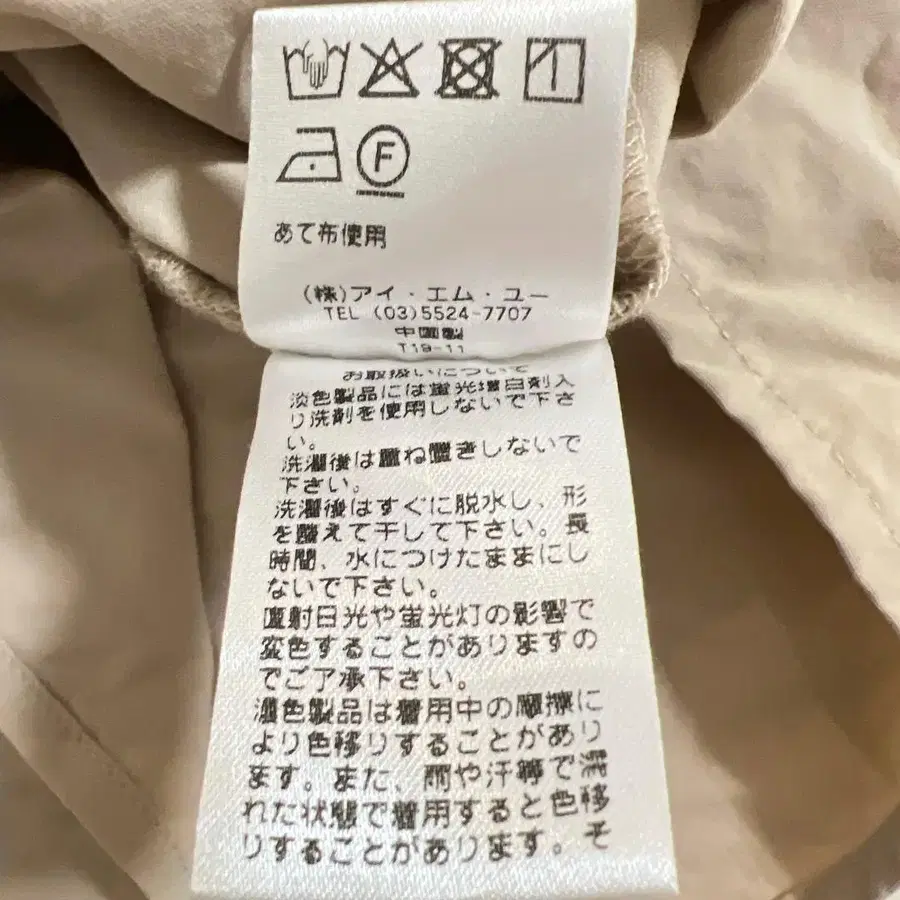 F
あて布使用
(株)アイ・エム・ユー
TEL (03)5524-7707
中国製
T19-11
お取扱いについて
淡色製品には蛍光増白剤入
り洗剤を使用しないで下さ
い。
洗濯後は重ね置きしないで
下さい。
洗濯後はすぐに脱水し、形
を整えて干して下さい。長
時間、水につけたままにし
ないで下さい。
直射日光や蛍光灯の影響で
変色することがありますの
でご了承下さい。
濃色製品は着用中の摩擦に
より色移りすることがあり
ます。また、雨や汗等で濡
れた状態で着用すると色移
りすることがあります。そ